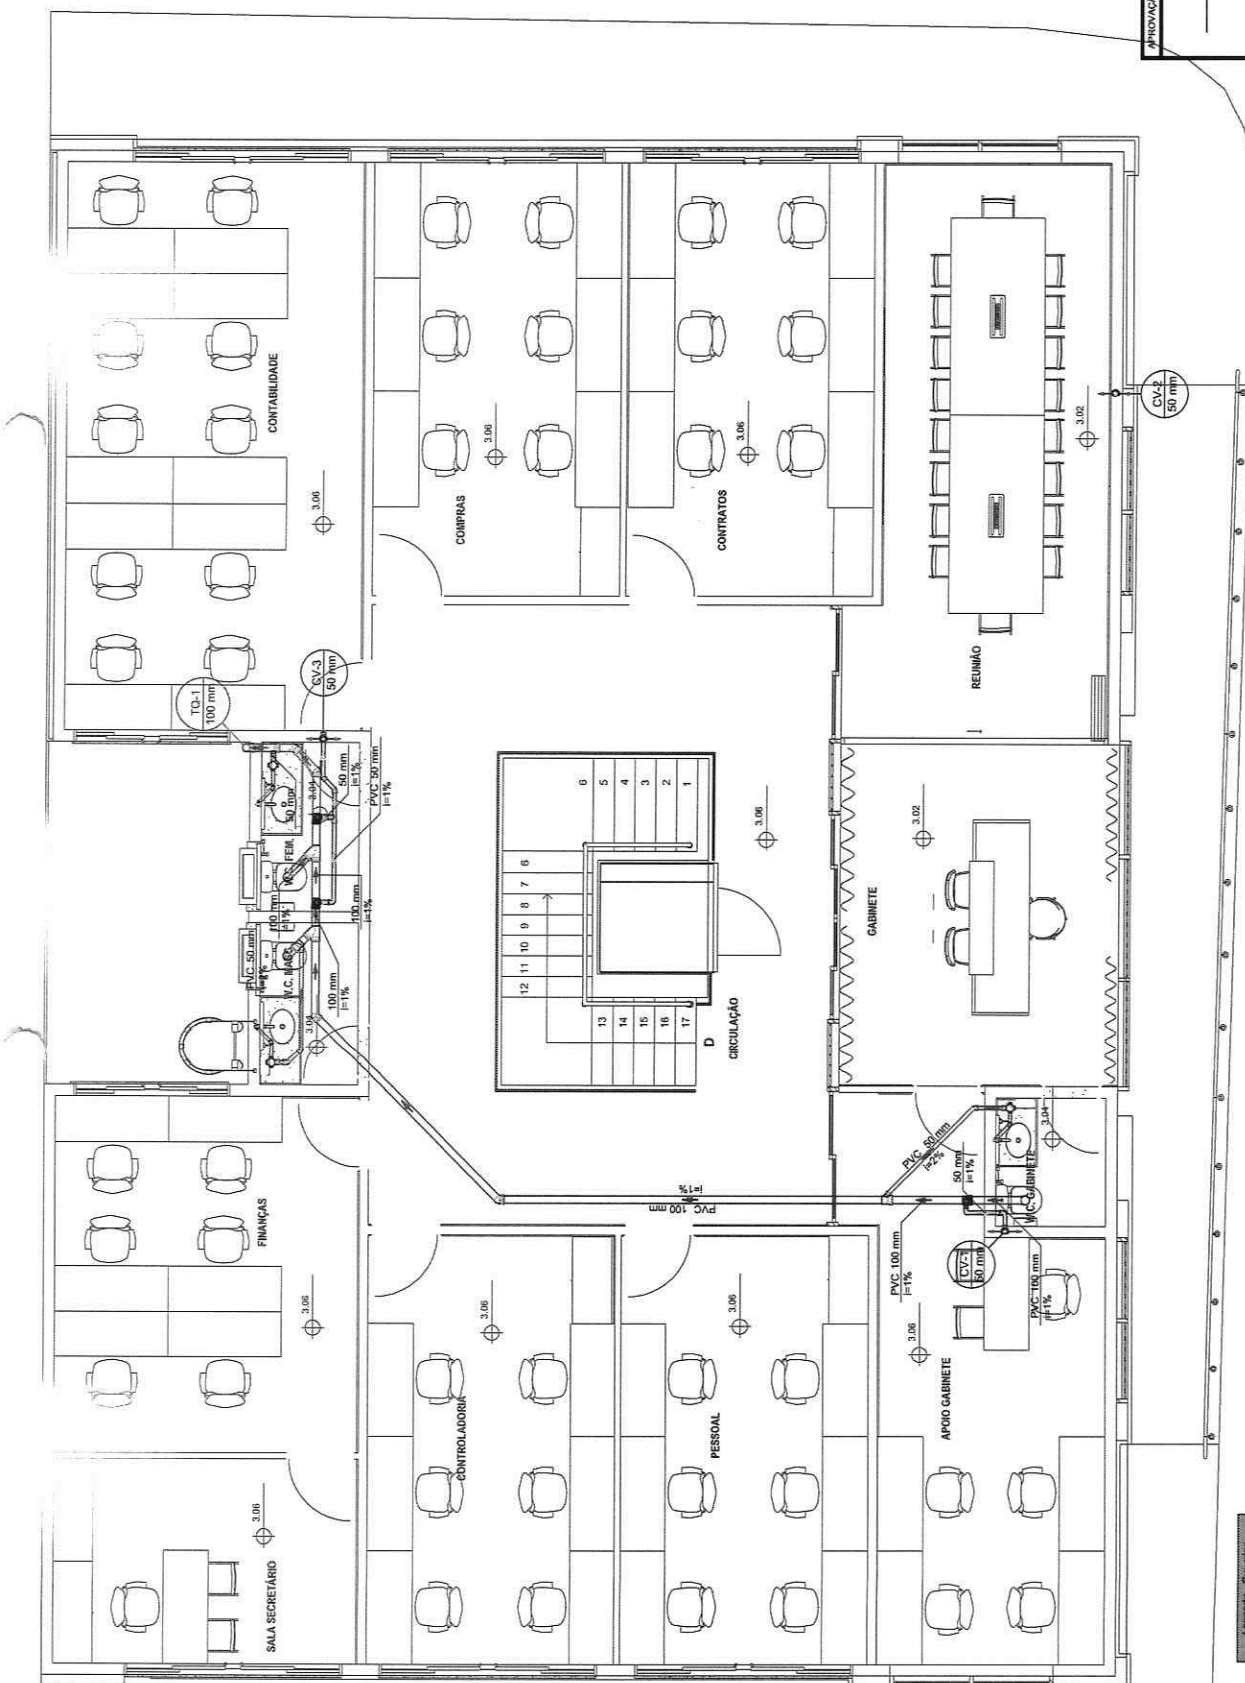 CONTABILIDADE
3.06
COMPRAS
3.06
CONTRATOS
3.06
REUNIÃO
3.02
CV-2
50 mm
TQ-1
100 mm
CV-3
50 mm
3.04
50 mm
i=1%
PVC 50 mm
i=1%
50 mm
W.C. FEM.
100 mm
i=1%
100 mm
i=1%
PVC 50 mm
i=2%
W.C. MASC.
100 mm
i=1%
3.04
6
5
4
3
2
1
6
7
8
9
10
11
12
13
14
15
16
17
D
CIRCULAÇÃO
3.06
GABINETE
3.02
PVC 100 mm
i=1%
PVC 50 mm
i=2%
50 mm
i=1%
3.04
W.C. GABINETE
CV-1
50 mm
PVC 100 mm
i=1%
PVC 100 mm
i=1%
FINANÇAS
3.06
SALA SECRETÁRIO
3.06
CONTROLADORIA
3.06
PESSOAL
3.06
APOIO GABINETE
3.06